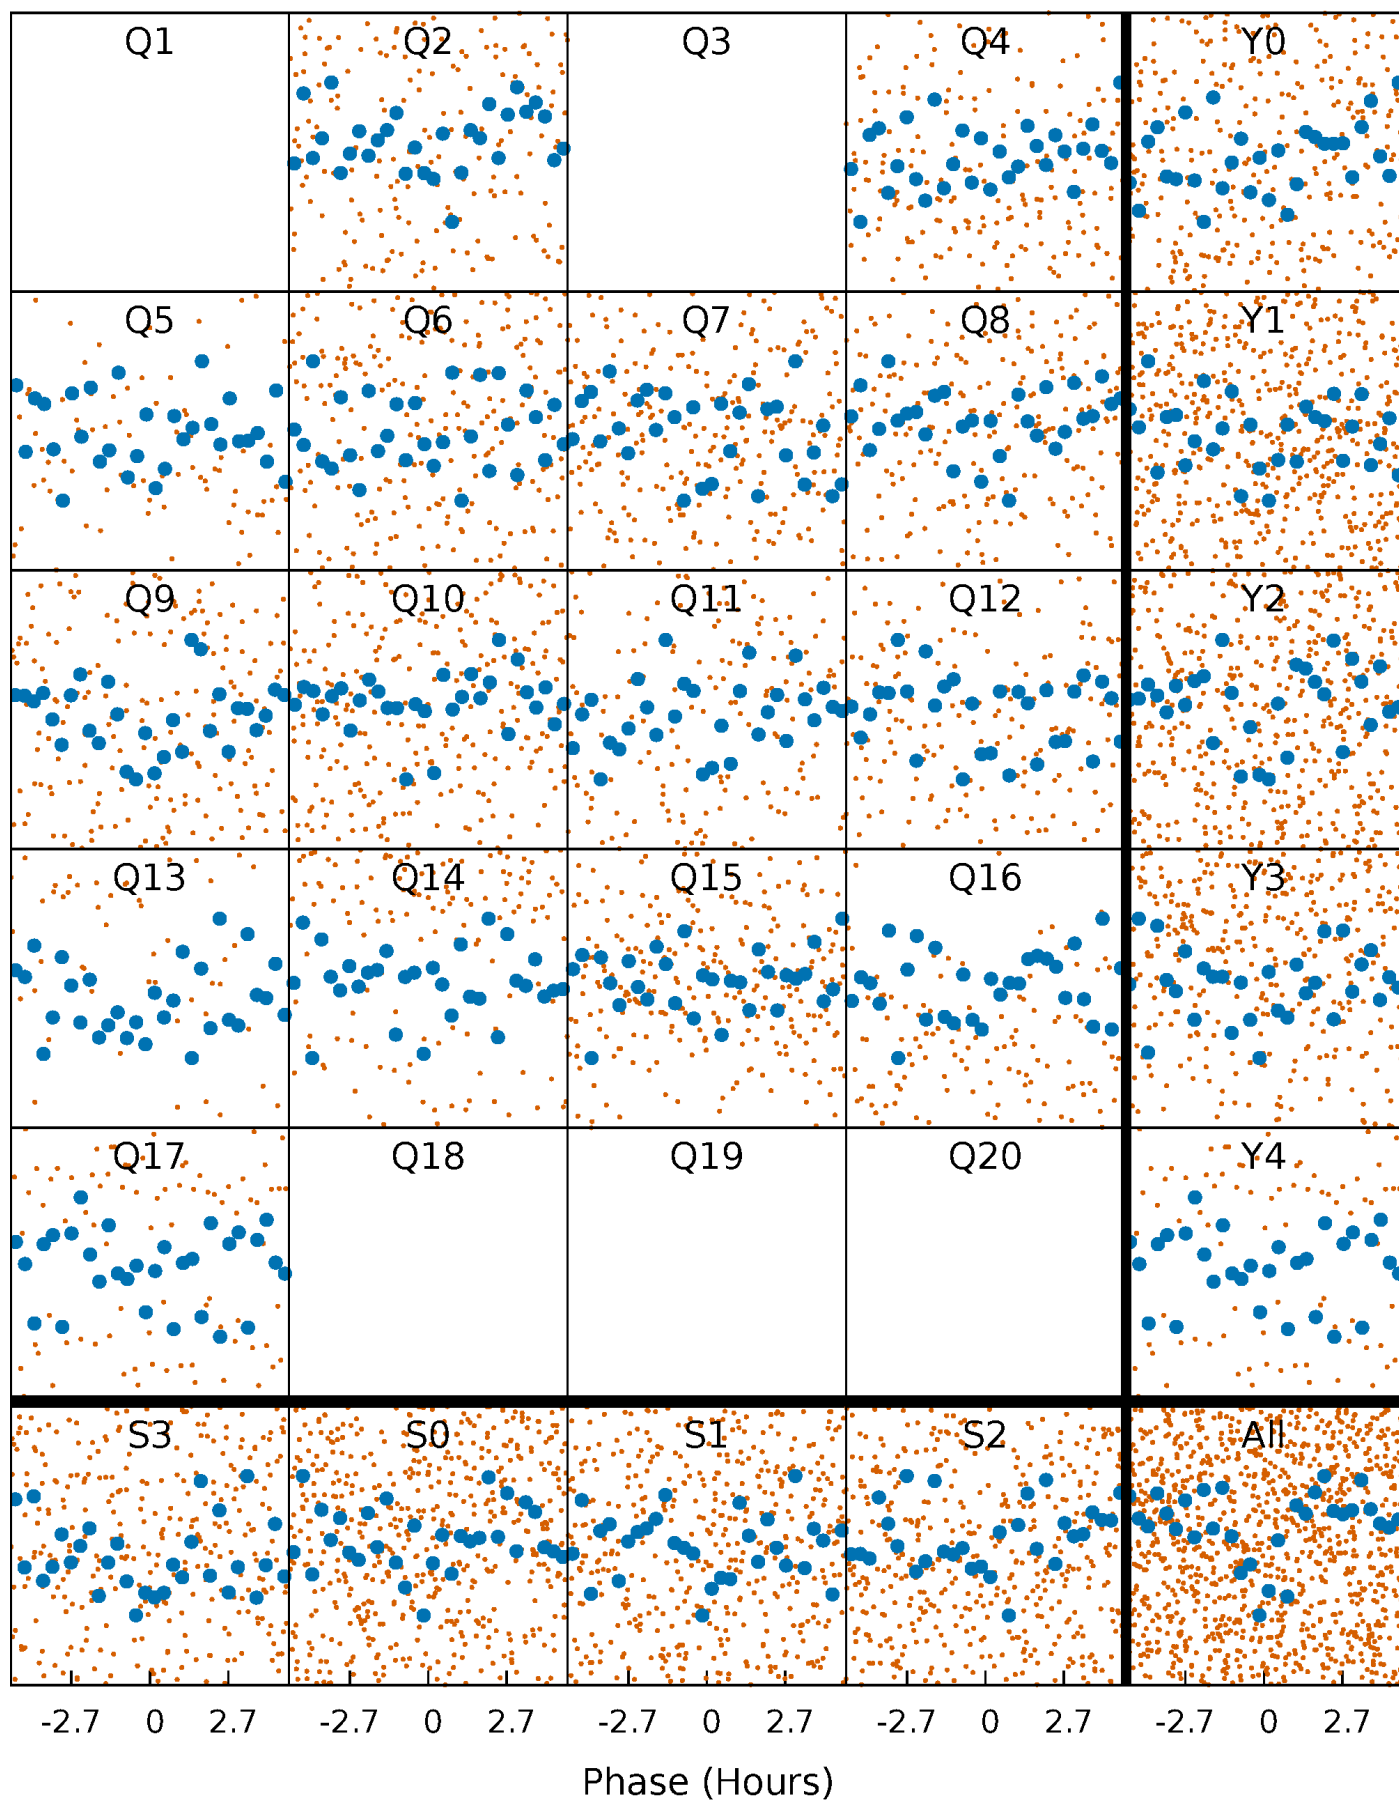 Q1 Q2 Q3 Q4 Y0
Q5 Q6 Q7 Q8 Y1
Q9 Q10 Q11 Q12 Y2
Q13 Q14 Q15 Q16 Y3
Q17 Q18 Q19 Q20 Y4
S3 S0 S1 S2 All
-2.7 0 2.7 -2.7 0 2.7 -2.7 0 2.7 -2.7 0 2.7 -2.7 0 2.7
Phase (Hours)